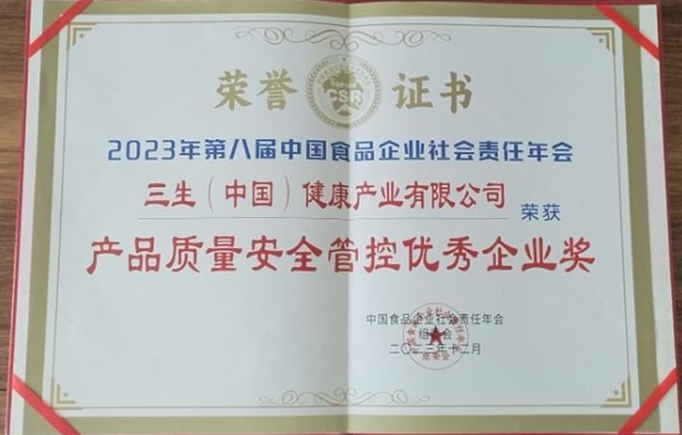 荣誉 CSR 证书
2023年第八届中国食品企业社会责任年会
三生（中国）健康产业有限公司 荣获
产品质量安全管控优秀企业奖
中国食品企业社会责任年会
组委会
二〇二三年十二月